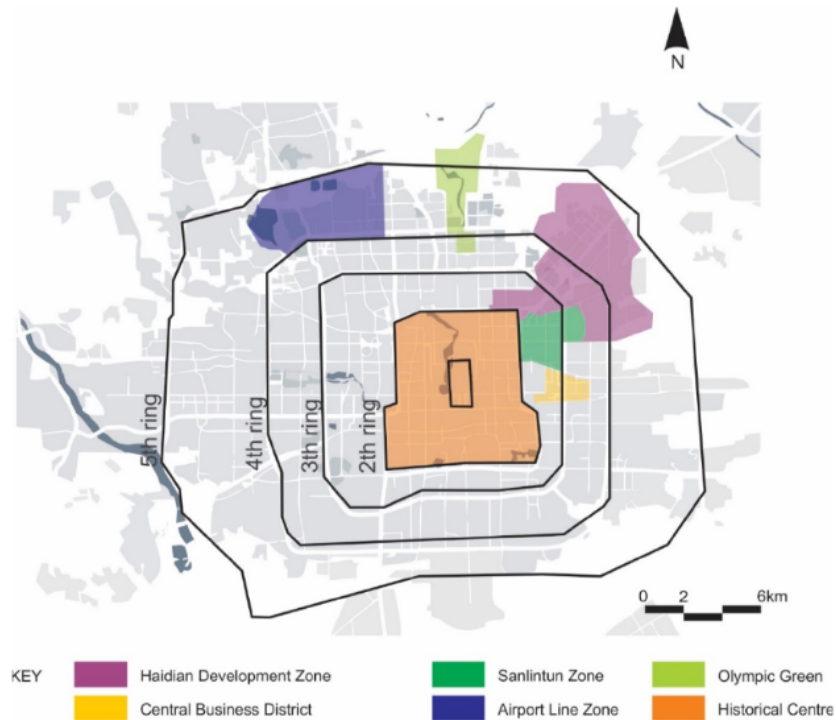 N
5th ring
4th ring
3th ring
2th ring
0 2 6km
KEY
Haidian Development Zone
Sanlintun Zone
Olympic Green
Central Business District
Airport Line Zone
Historical Centre